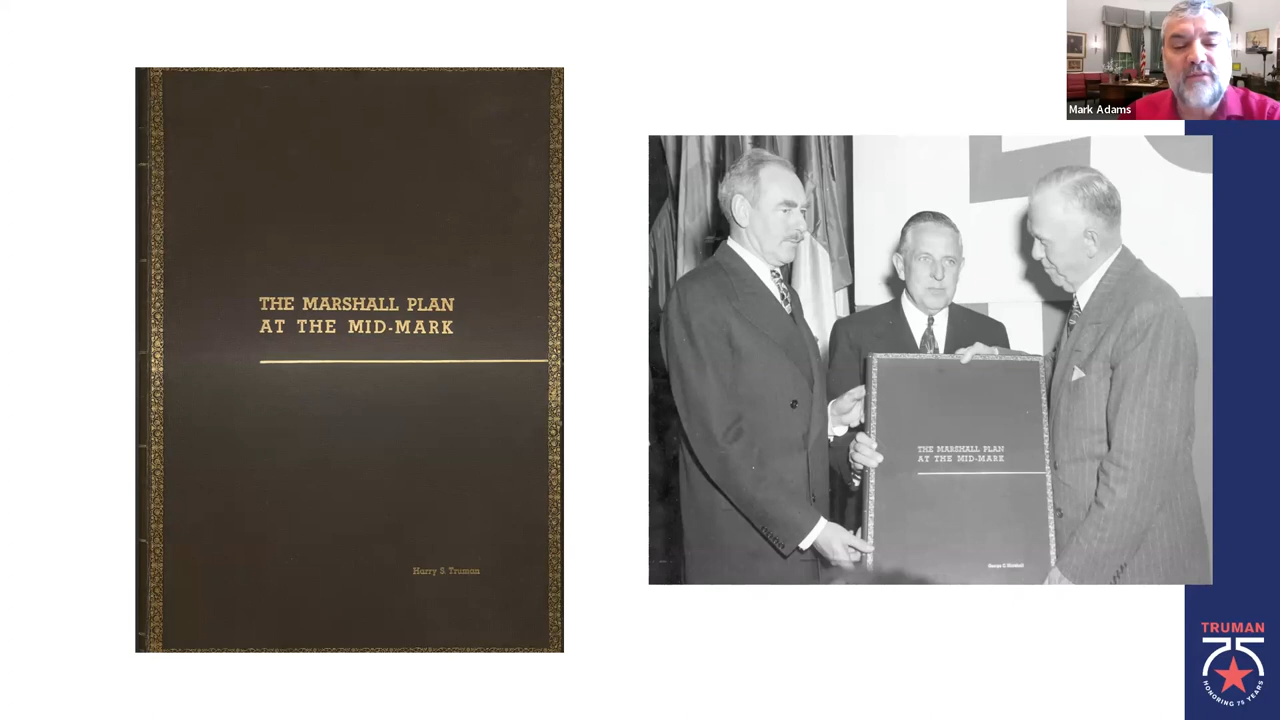 Mark Adams
THE MARSHALL PLAN
AT THE MID-MARK
Harry S. Truman
THE MARSHALL PLAN
AT THE MID-MARK
TRUMAN
75
HONORING 75 YEARS